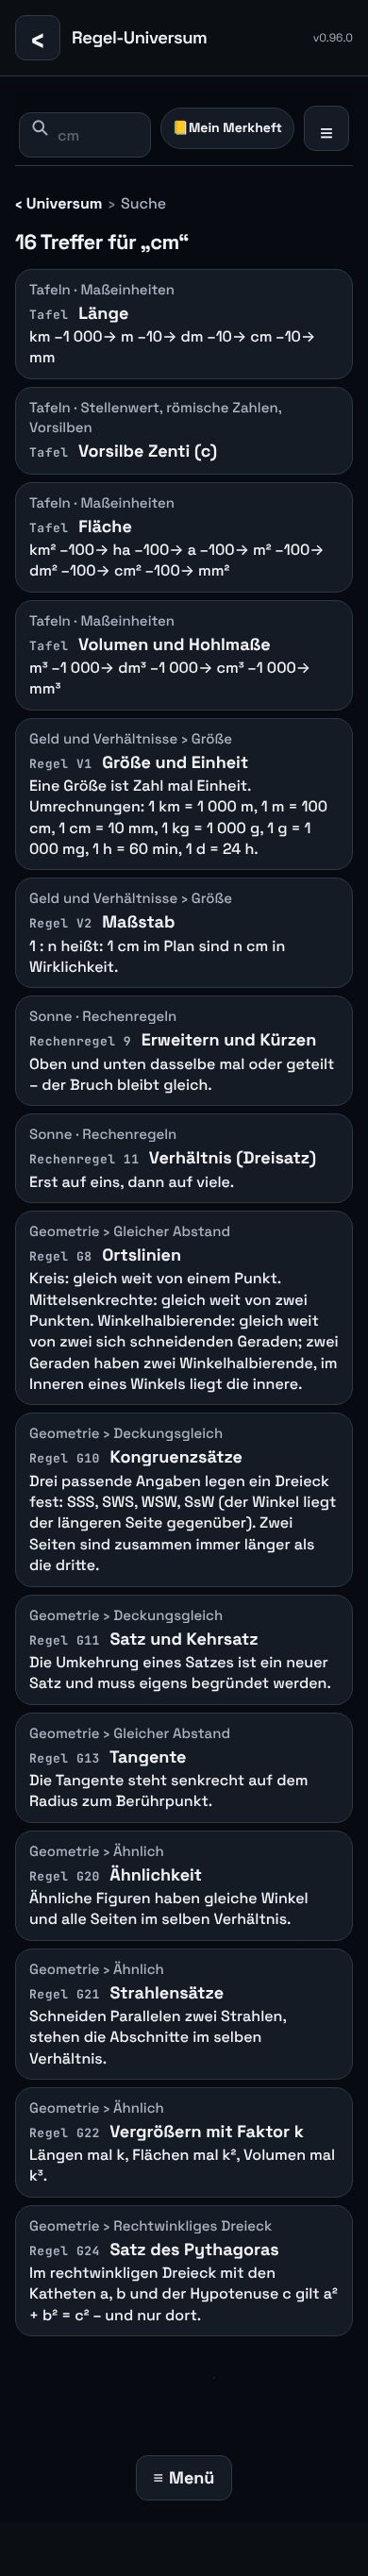 ‹ Regel-Universum v0.96.0
cm 📒Mein Merkheft ≡
‹ Universum › Suche
16 Treffer für „cm“
Tafeln · Maßeinheiten
Tafel Länge
km –1 000→ m –10→ dm –10→ cm –10→
mm
Tafeln · Stellenwert, römische Zahlen,
Vorsilben
Tafel Vorsilbe Zenti (c)
Tafeln · Maßeinheiten
Tafel Fläche
km² –100→ ha –100→ a –100→ m² –100→
dm² –100→ cm² –100→ mm²
Tafeln · Maßeinheiten
Tafel Volumen und Hohlmaße
m³ –1 000→ dm³ –1 000→ cm³ –1 000→
mm³
Geld und Verhältnisse › Größe
Regel V1 Größe und Einheit
Eine Größe ist Zahl mal Einheit.
Umrechnungen: 1 km = 1 000 m, 1 m = 100
cm, 1 cm = 10 mm, 1 kg = 1 000 g, 1 g = 1
000 mg, 1 h = 60 min, 1 d = 24 h.
Geld und Verhältnisse › Größe
Regel V2 Maßstab
1 : n heißt: 1 cm im Plan sind n cm in
Wirklichkeit.
Sonne · Rechenregeln
Rechenregel 9 Erweitern und Kürzen
Oben und unten dasselbe mal oder geteilt
– der Bruch bleibt gleich.
Sonne · Rechenregeln
Rechenregel 11 Verhältnis (Dreisatz)
Erst auf eins, dann auf viele.
Geometrie › Gleicher Abstand
Regel G8 Ortslinien
Kreis: gleich weit von einem Punkt.
Mittelsenkrechte: gleich weit von zwei
Punkten. Winkelhalbierende: gleich weit
von zwei sich schneidenden Geraden; zwei
Geraden haben zwei Winkelhalbierende, im
Inneren eines Winkels liegt die innere.
Geometrie › Deckungsgleich
Regel G10 Kongruenzsätze
Drei passende Angaben legen ein Dreieck
fest: SSS, SWS, WSW, SsW (der Winkel liegt
der längeren Seite gegenüber). Zwei
Seiten sind zusammen immer länger als
die dritte.
Geometrie › Deckungsgleich
Regel G11 Satz und Kehrsatz
Die Umkehrung eines Satzes ist ein neuer
Satz und muss eigens begründet werden.
Geometrie › Gleicher Abstand
Regel G13 Tangente
Die Tangente steht senkrecht auf dem
Radius zum Berührpunkt.
Geometrie › Ähnlich
Regel G20 Ähnlichkeit
Ähnliche Figuren haben gleiche Winkel
und alle Seiten im selben Verhältnis.
Geometrie › Ähnlich
Regel G21 Strahlensätze
Schneiden Parallelen zwei Strahlen,
stehen die Abschnitte im selben
Verhältnis.
Geometrie › Ähnlich
Regel G22 Vergrößern mit Faktor k
Längen mal k, Flächen mal k², Volumen mal
k³.
Geometrie › Rechtwinkliges Dreieck
Regel G24 Satz des Pythagoras
Im rechtwinkligen Dreieck mit den
Katheten a, b und der Hypotenuse c gilt a²
+ b² = c² – und nur dort.
≡ Menü